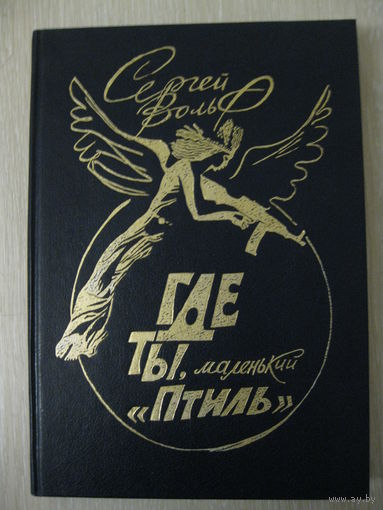 Сергей
Вольф
ГДЕ
ТЫ, маленький
«ПТИЛЬ»
www.ay.by